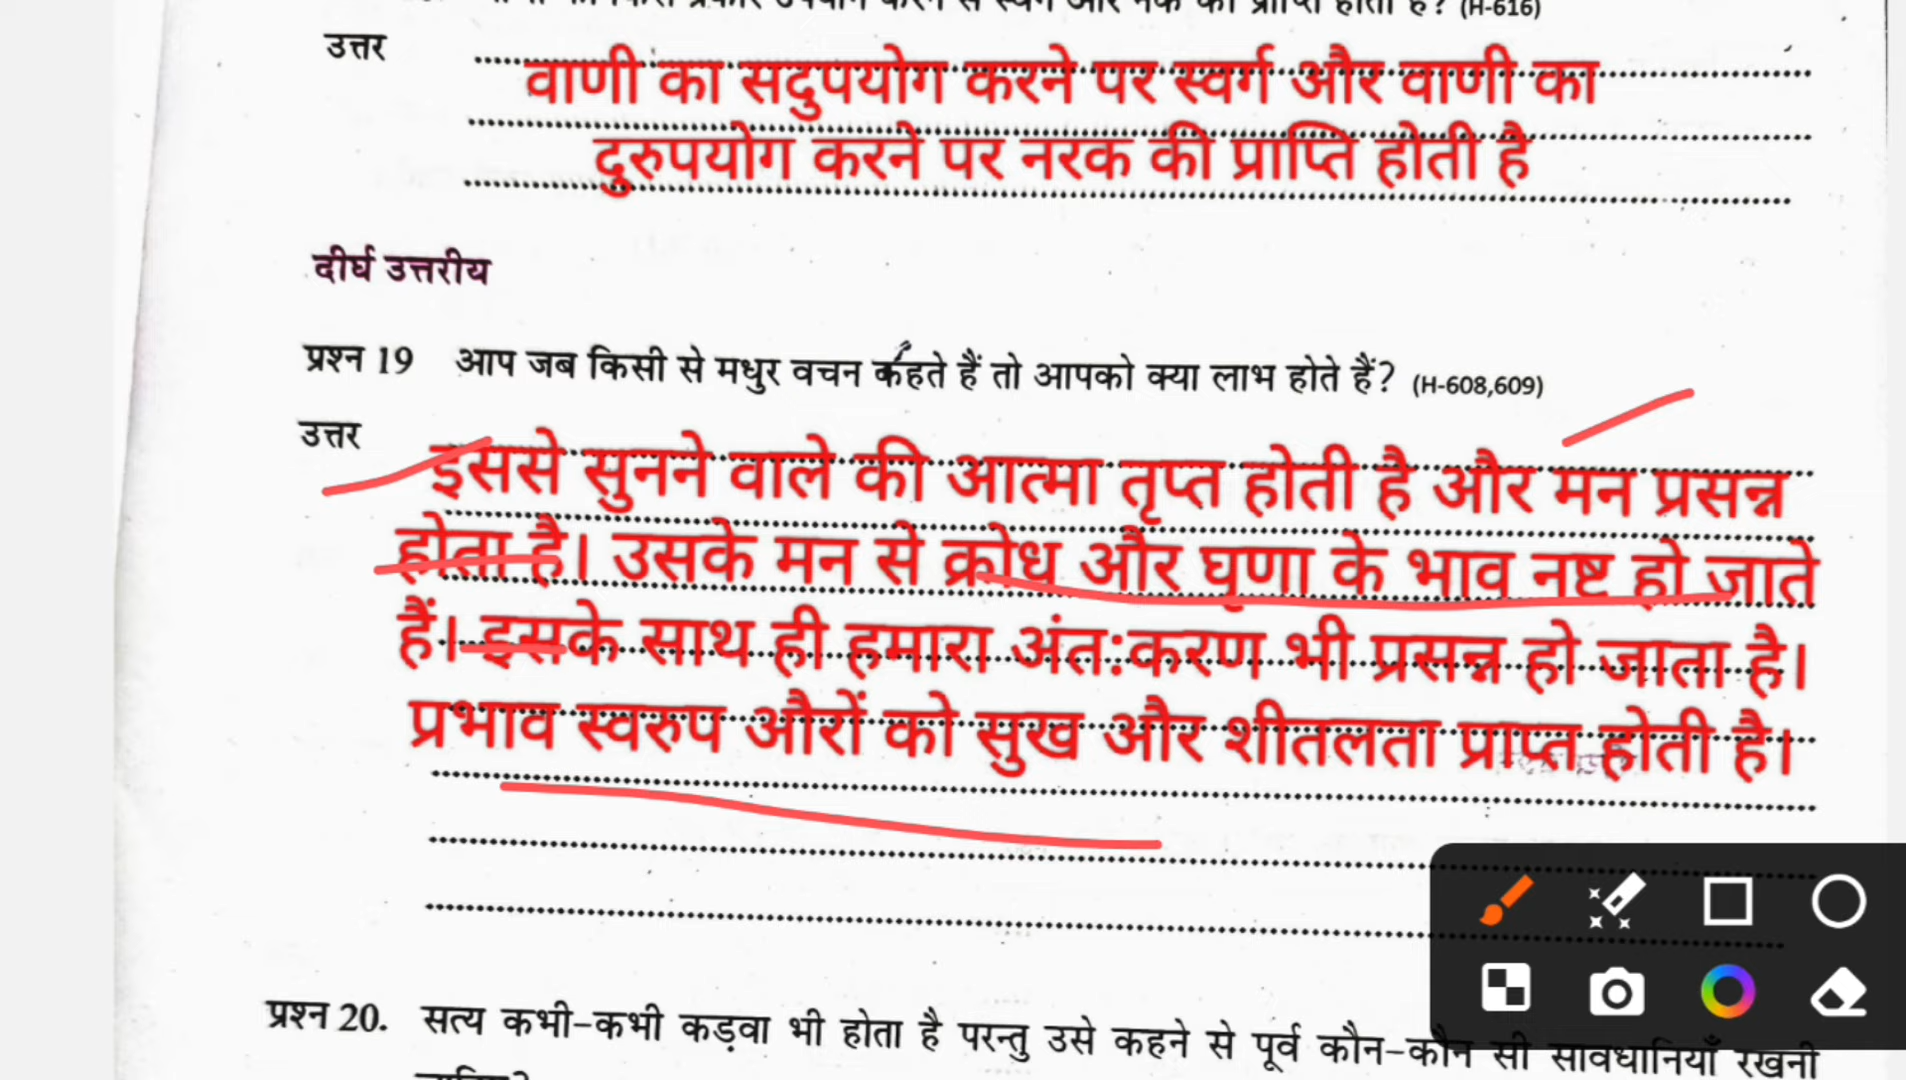 (H-616)
उत्तर
वाणी का सदुपयोग करने पर स्वर्ग और वाणी का
दुरुपयोग करने पर नरक की प्राप्ति होती है
दीर्घ उत्तरीय
प्रश्न 19 आप जब किसी से मधुर वचन कहते हैं तो आपको क्या लाभ होते हैं? (H-608,609)
उत्तर
इससे सुनने वाले की आत्मा तृप्त होती है और मन प्रसन्न
होता है। उसके मन से क्रोध और घृणा के भाव नष्ट हो जाते
हैं। इसके साथ ही हमारा अंत:करण भी प्रसन्न हो जाता है।
प्रभाव स्वरुप औरों को सुख और शीतलता प्राप्त होती है।
प्रश्न 20. सत्य कभी-कभी कड़वा भी होता है परन्तु उसे कहने से पूर्व कौन-कौन सी सावधानियाँ रखनी